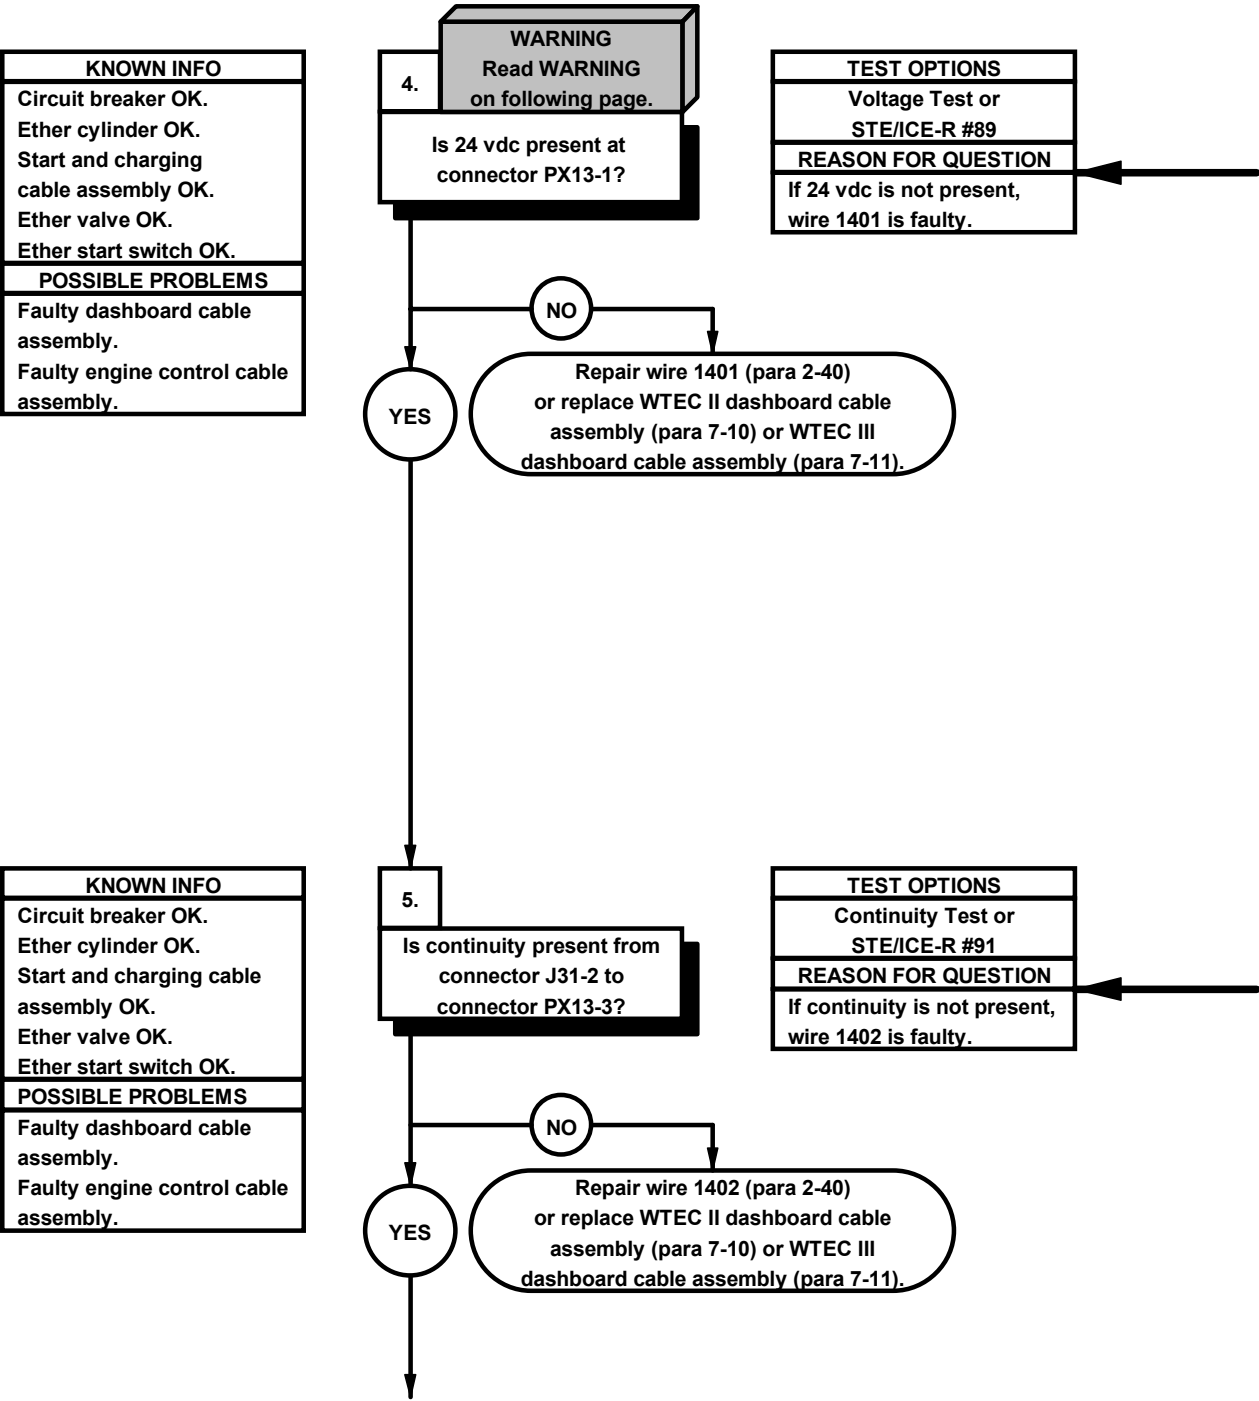 KNOWN INFO
Circuit breaker OK.
Ether cylinder OK.
Start and charging
cable assembly OK.
Ether valve OK.
Ether start switch OK.
POSSIBLE PROBLEMS
Faulty dashboard cable
assembly.
Faulty engine control cable
assembly.
WARNING
Read WARNING
on following page.
4.
Is 24 vdc present at
connector PX13-1?
TEST OPTIONS
Voltage Test or
STE/ICE-R #89
REASON FOR QUESTION
If 24 vdc is not present,
wire 1401 is faulty.
NO
YES
Repair wire 1401 (para 2-40)
or replace WTEC II dashboard cable
assembly (para 7-10) or WTEC III
dashboard cable assembly (para 7-11).
KNOWN INFO
Circuit breaker OK.
Ether cylinder OK.
Start and charging cable
assembly OK.
Ether valve OK.
Ether start switch OK.
POSSIBLE PROBLEMS
Faulty dashboard cable
assembly.
Faulty engine control cable
assembly.
5.
Is continuity present from
connector J31-2 to
connector PX13-3?
TEST OPTIONS
Continuity Test or
STE/ICE-R #91
REASON FOR QUESTION
If continuity is not present,
wire 1402 is faulty.
NO
YES
Repair wire 1402 (para 2-40)
or replace WTEC II dashboard cable
assembly (para 7-10) or WTEC III
dashboard cable assembly (para 7-11).